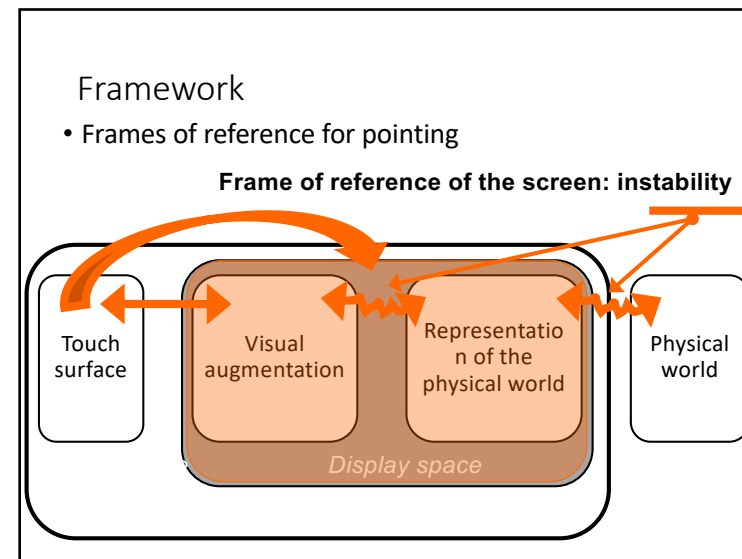 Framework
• Frames of reference for pointing
Frame of reference of the screen: instability
Touch
surface
Visual
augmentation
Representatio
n of the
physical world
Physical
world
Display space